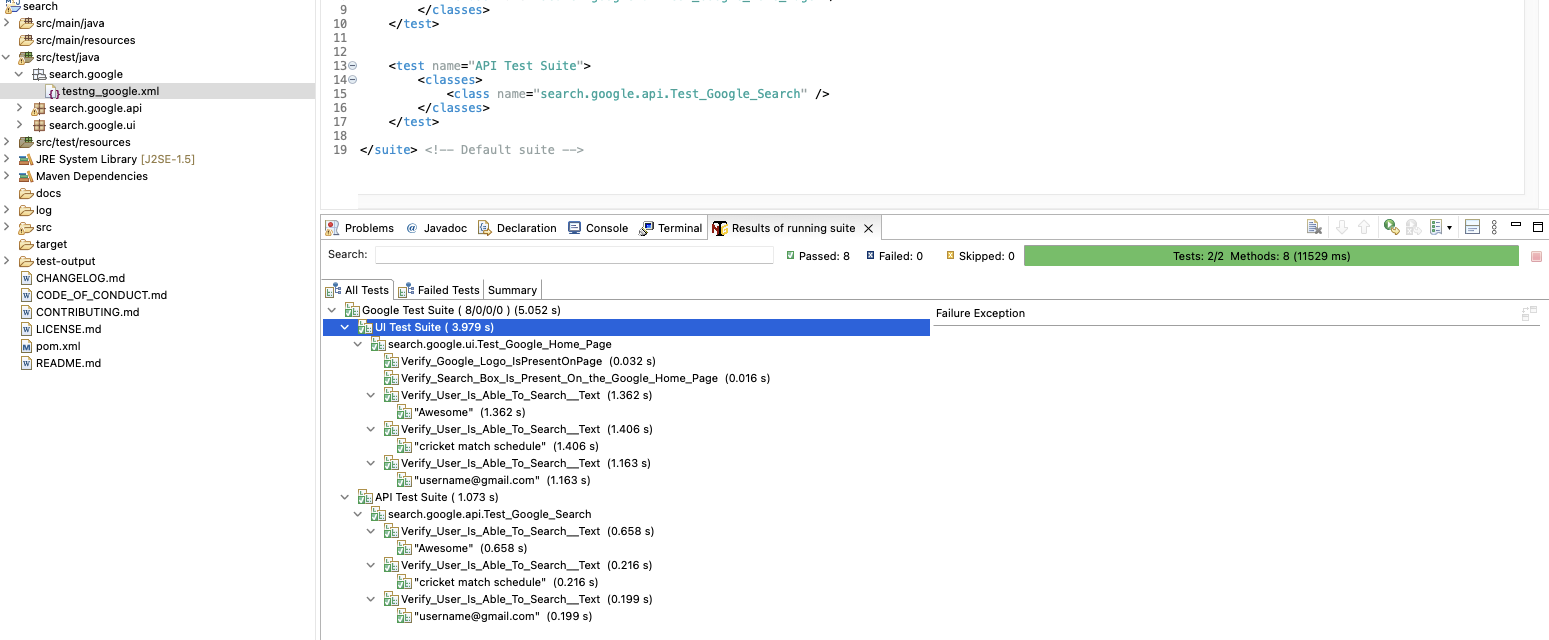 search
src/main/java
src/main/resources
src/test/java
search.google
testng_google.xml
search.google.api
search.google.ui
src/test/resources
JRE System Library [J2SE-1.5]
Maven Dependencies
docs
log
src
target
test-output
CHANGELOG.md
CODE_OF_CONDUCT.md
CONTRIBUTING.md
LICENSE.md
pom.xml
README.md
9 </classes>
10 </test>
11
12
13 <test name="API Test Suite">
14 <classes>
15 <class name="search.google.api.Test_Google_Search" />
16 </classes>
17 </test>
18
19 </suite> <!-- Default suite -->
Problems @ Javadoc Declaration Console Terminal Results of running suite
Search: Passed: 8 Failed: 0 Skipped: 0 Tests: 2/2 Methods: 8 (11529 ms)
All Tests Failed Tests Summary
Google Test Suite ( 8/0/0/0 ) (5.052 s)
UI Test Suite ( 3.979 s)
search.google.ui.Test_Google_Home_Page
Verify_Google_Logo_IsPresentOnPage (0.032 s)
Verify_Search_Box_Is_Present_On_the_Google_Home_Page (0.016 s)
Verify_User_Is_Able_To_Search__Text (1.362 s)
"Awesome" (1.362 s)
Verify_User_Is_Able_To_Search__Text (1.406 s)
"cricket match schedule" (1.406 s)
Verify_User_Is_Able_To_Search__Text (1.163 s)
"username@gmail.com" (1.163 s)
API Test Suite ( 1.073 s)
search.google.api.Test_Google_Search
Verify_User_Is_Able_To_Search__Text (0.658 s)
"Awesome" (0.658 s)
Verify_User_Is_Able_To_Search__Text (0.216 s)
"cricket match schedule" (0.216 s)
Verify_User_Is_Able_To_Search__Text (0.199 s)
"username@gmail.com" (0.199 s)
Failure Exception